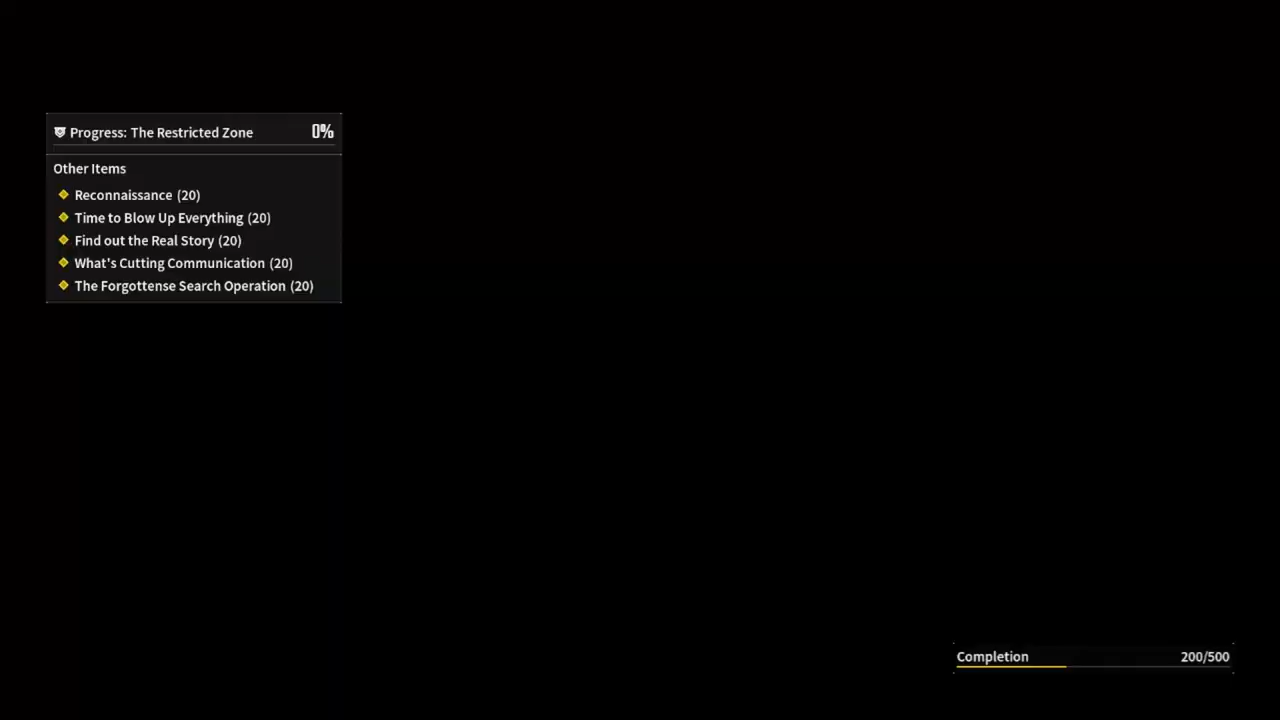 Progress: The Restricted Zone 0%
Other Items
Reconnaissance (20)
Time to Blow Up Everything (20)
Find out the Real Story (20)
What's Cutting Communication (20)
The Forgottense Search Operation (20)
Completion 200/500